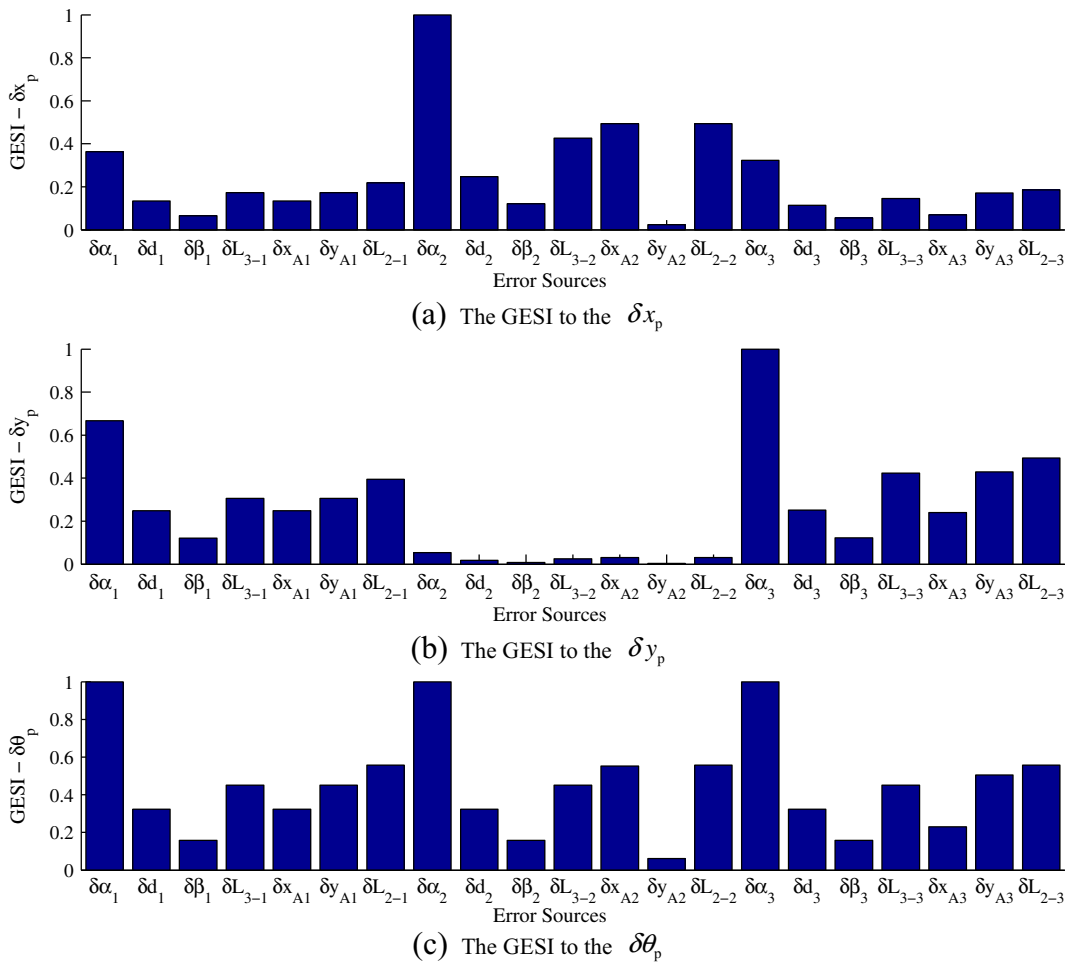 1
0.8
0.6
0.4
0.2
0
GESI − δx_p
δα_1 δd_1 δβ_1 δL_3−1 δx_A1 δy_A1 δL_2−1 δα_2 δd_2 δβ_2 δL_3−2 δx_A2 δy_A2 δL_2−2 δα_3 δd_3 δβ_3 δL_3−3 δx_A3 δy_A3 δL_2−3
Error Sources
(a) The GESI to the δx_p
1
0.8
0.6
0.4
0.2
0
GESI − δy_p
δα_1 δd_1 δβ_1 δL_3−1 δx_A1 δy_A1 δL_2−1 δα_2 δd_2 δβ_2 δL_3−2 δx_A2 δy_A2 δL_2−2 δα_3 δd_3 δβ_3 δL_3−3 δx_A3 δy_A3 δL_2−3
Error Sources
(b) The GESI to the δy_p
1
0.8
0.6
0.4
0.2
0
GESI − δθ_p
δα_1 δd_1 δβ_1 δL_3−1 δx_A1 δy_A1 δL_2−1 δα_2 δd_2 δβ_2 δL_3−2 δx_A2 δy_A2 δL_2−2 δα_3 δd_3 δβ_3 δL_3−3 δx_A3 δy_A3 δL_2−3
Error Sources
(c) The GESI to the δθ_p